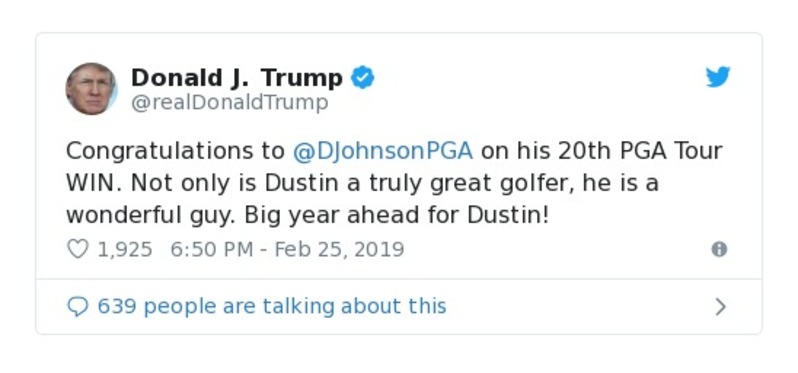 Donald J. Trump
@realDonaldTrump
Congratulations to @DJohnsonPGA on his 20th PGA Tour
WIN. Not only is Dustin a truly great golfer, he is a
wonderful guy. Big year ahead for Dustin!
1,925 6:50 PM - Feb 25, 2019
639 people are talking about this